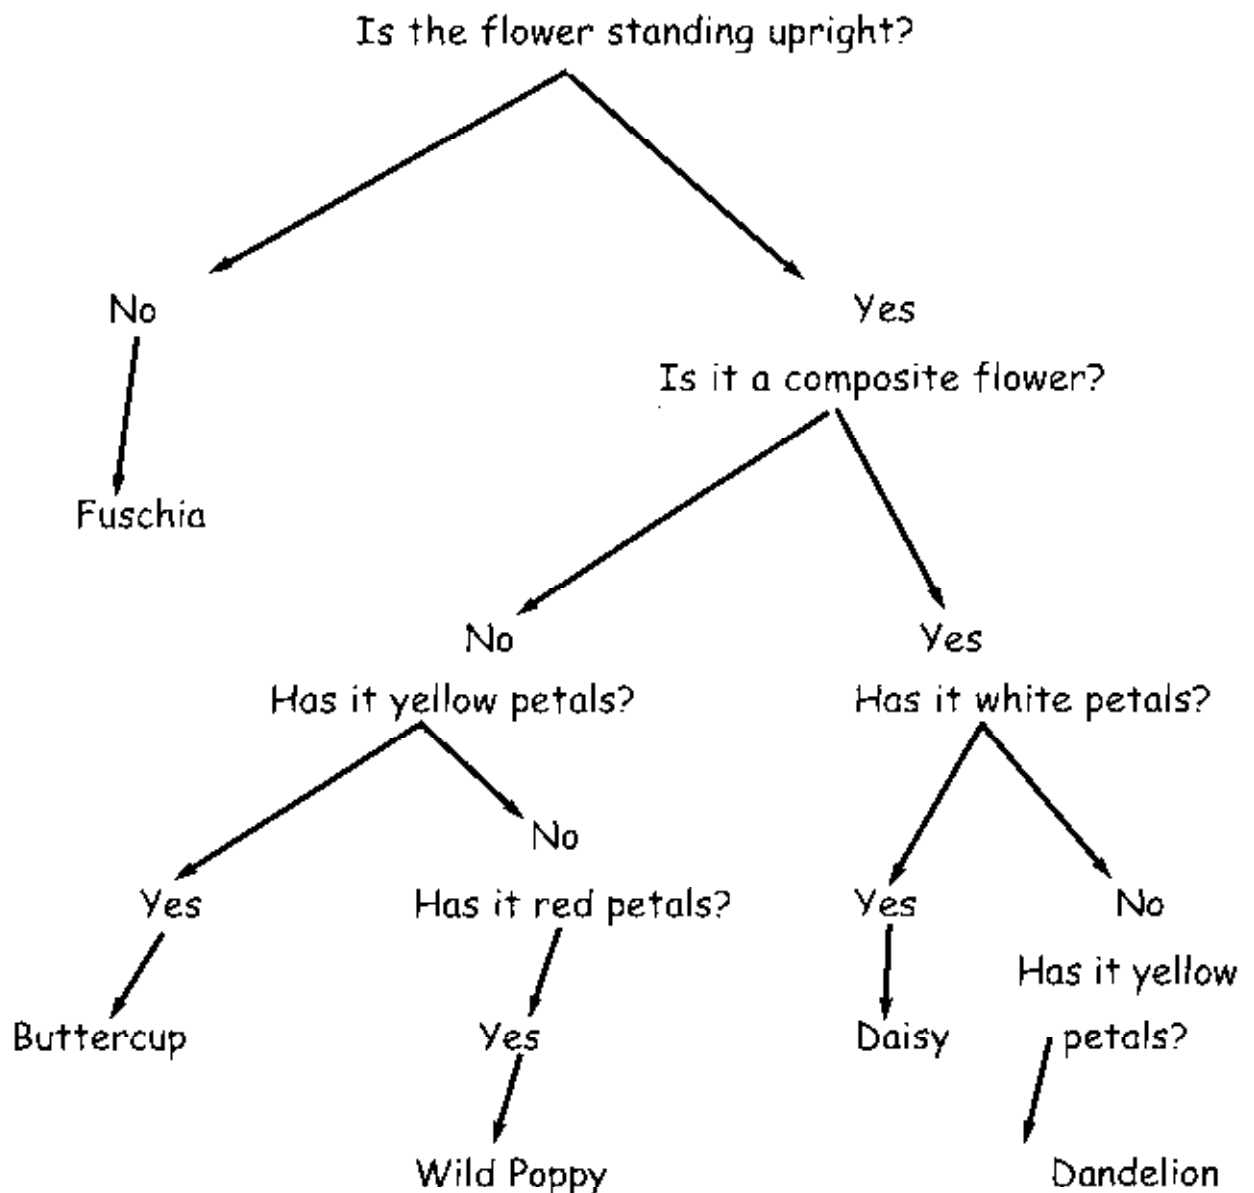 Is the flower standing upright?
No
Yes
Is it a composite flower?
Fuschia
No
Yes
Has it yellow petals?
Has it white petals?
No
Yes
Has it red petals?
Yes
No
Has it yellow
petals?
Buttercup
Yes
Daisy
Wild Poppy
Dandelion